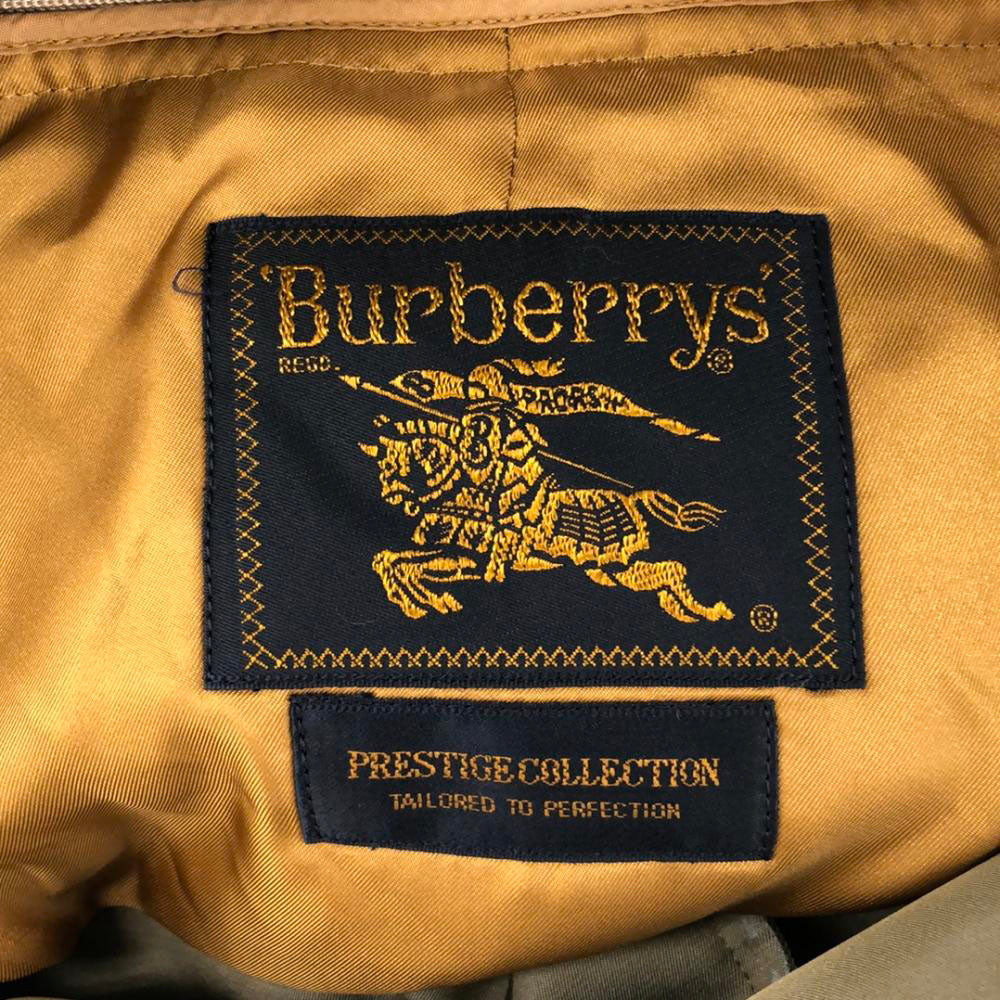 'Burberrys'®
REGD.
B
B
®
PRESTIGE COLLECTION
TAILORED TO PERFECTION